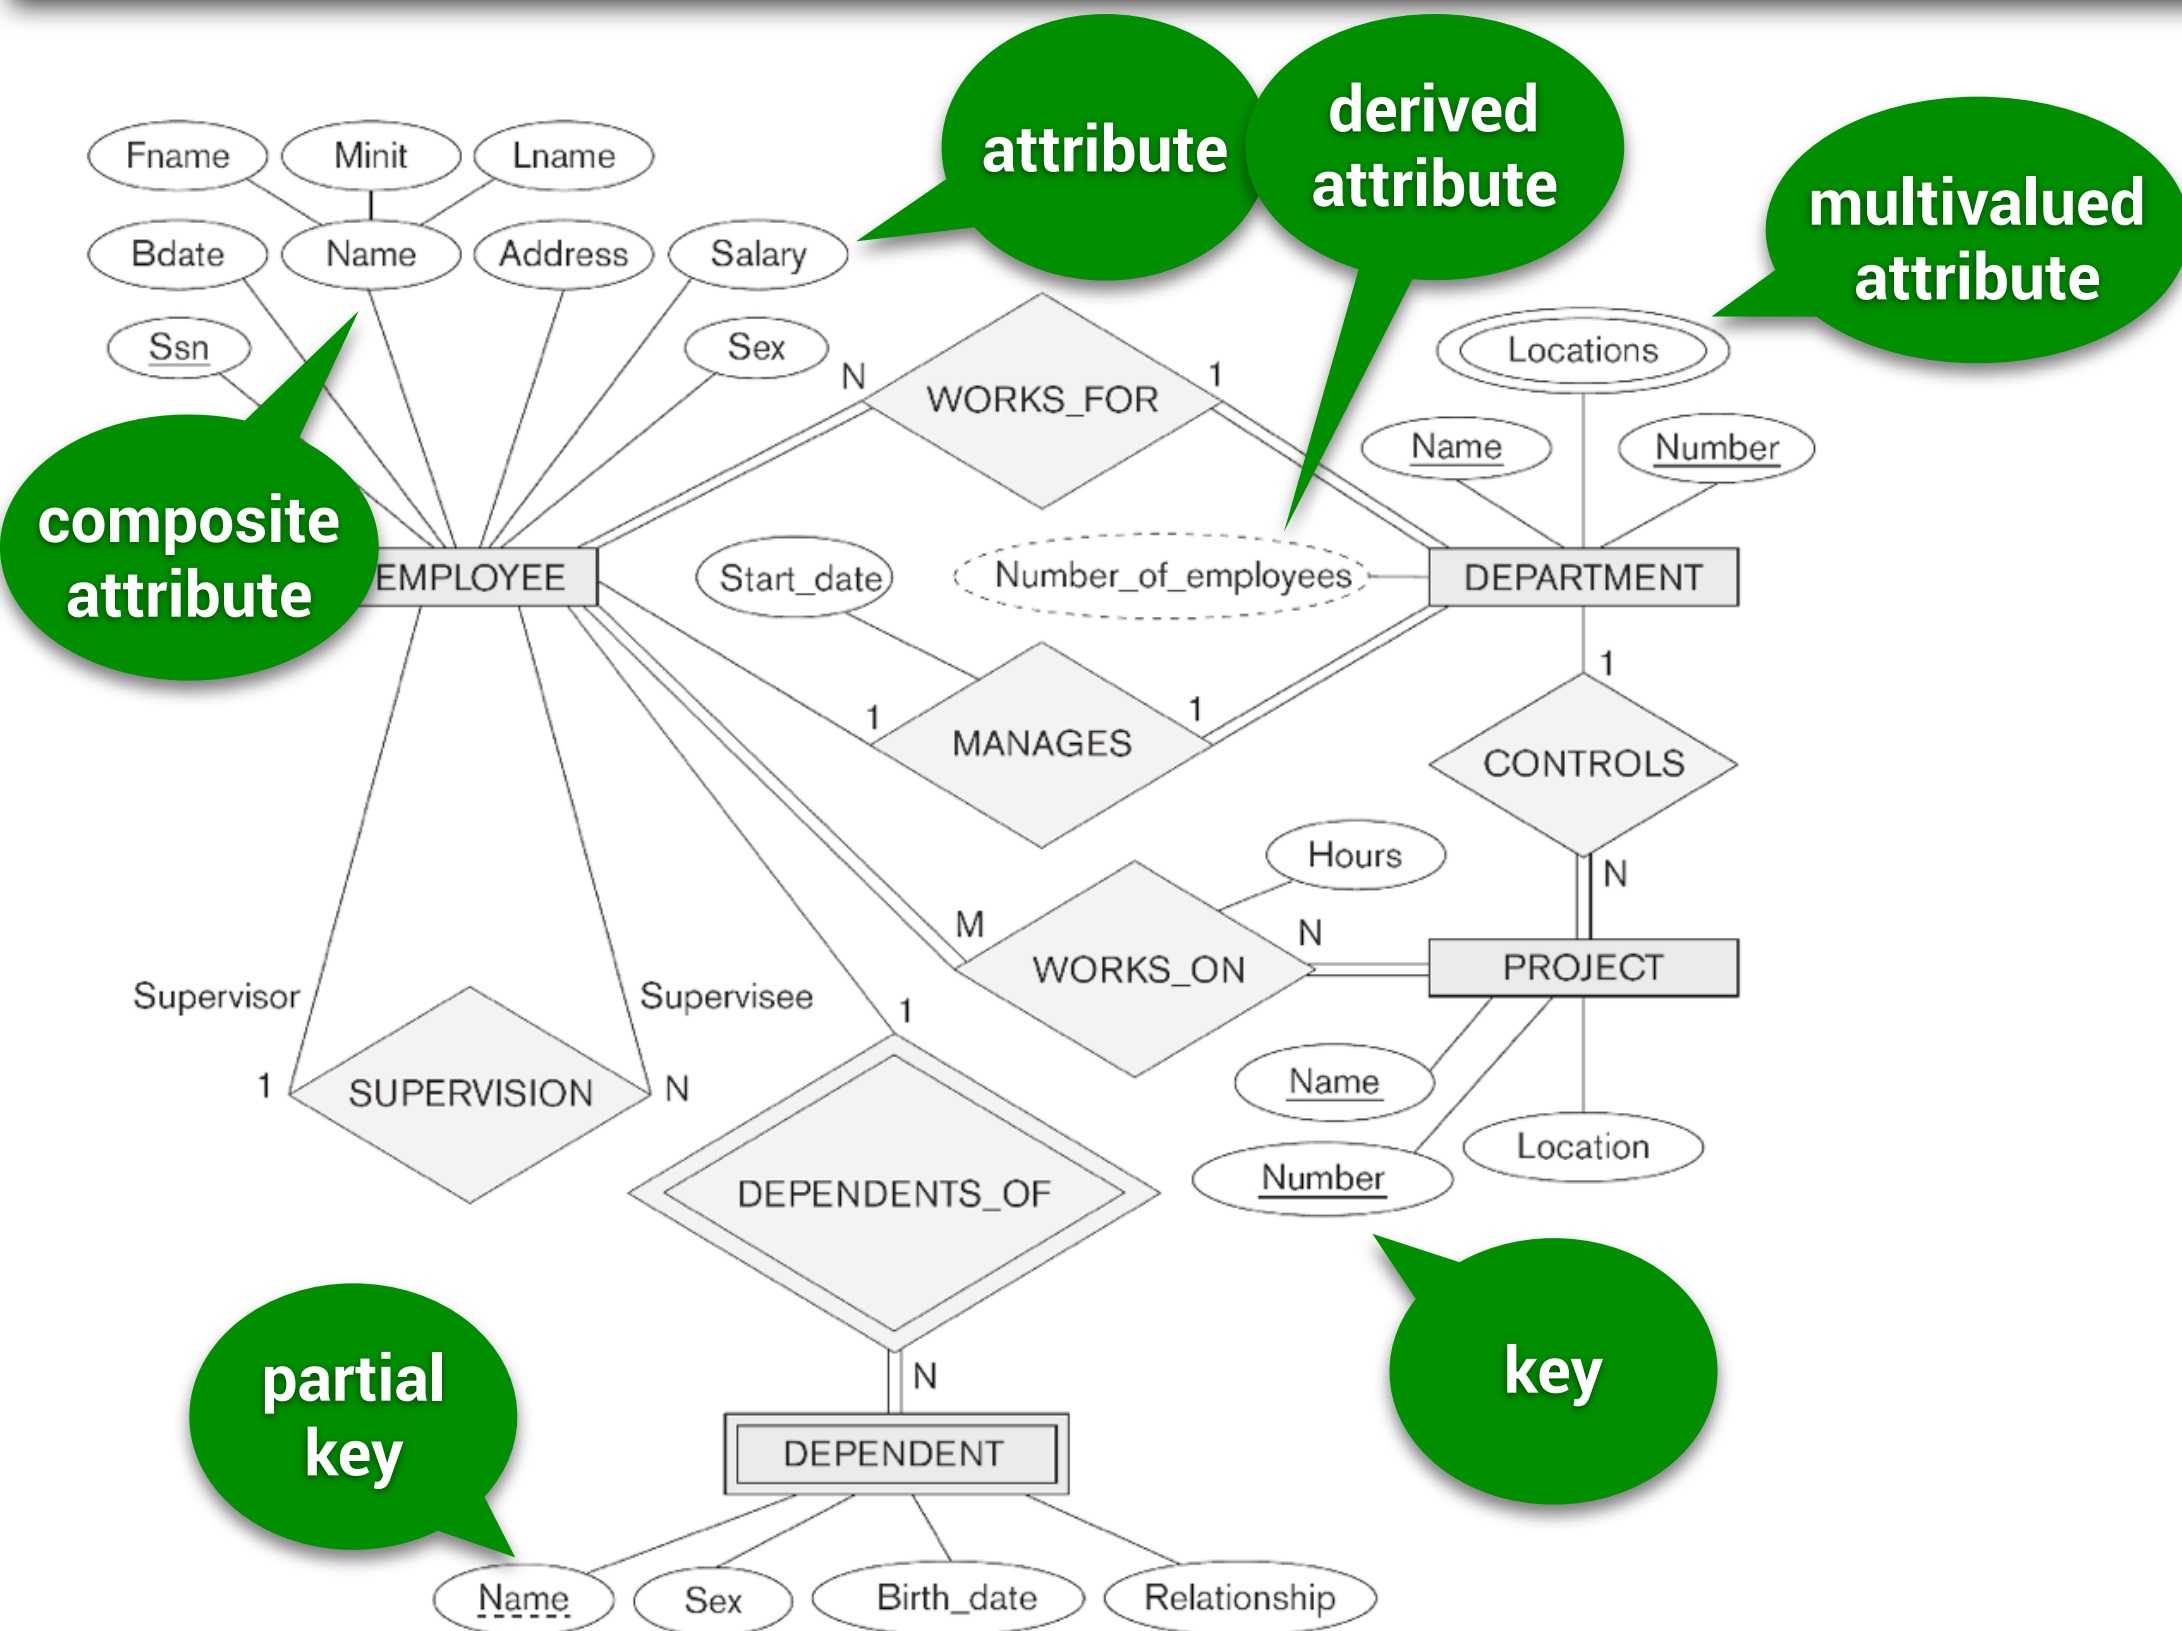 attribute
derived
attribute
multivalued
attribute
Fname
Minit
Lname
Bdate
Name
Address
Salary
Ssn
Sex
N
WORKS_FOR
1
Locations
Name
Number
composite
attribute
EMPLOYEE
Start_date
Number_of_employees
DEPARTMENT
1
1
MANAGES
1
CONTROLS
N
Hours
M
WORKS_ON
N
PROJECT
Supervisor
Supervisee
1
SUPERVISION
N
1
DEPENDENTS_OF
Name
Number
Location
key
partial
key
N
DEPENDENT
Name
Sex
Birth_date
Relationship